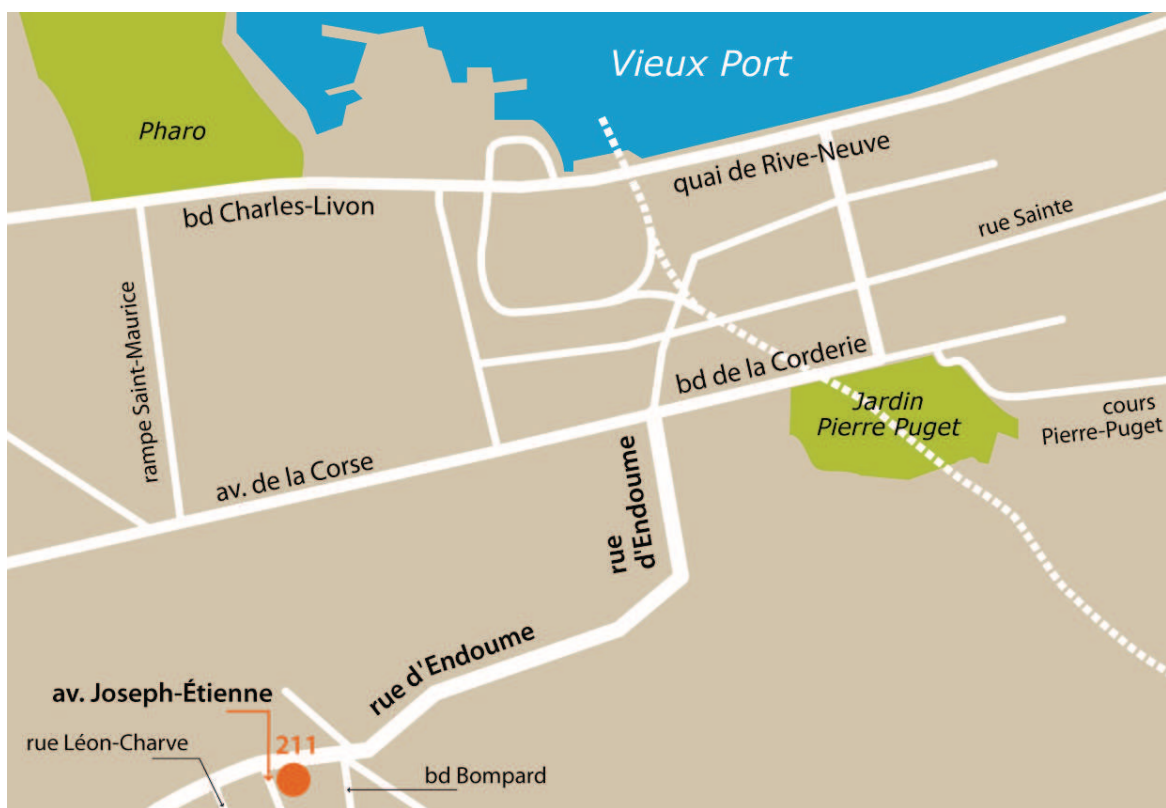 Vieux Port
Pharo
quai de Rive-Neuve
bd Charles-Livon
rue Sainte
rampe Saint-Maurice
bd de la Corderie
Jardin
Pierre Puget
cours
Pierre-Puget
av. de la Corse
rue
d'Endoume
rue d'Endoume
av. Joseph-Étienne
211
rue Léon-Charve
bd Bompard